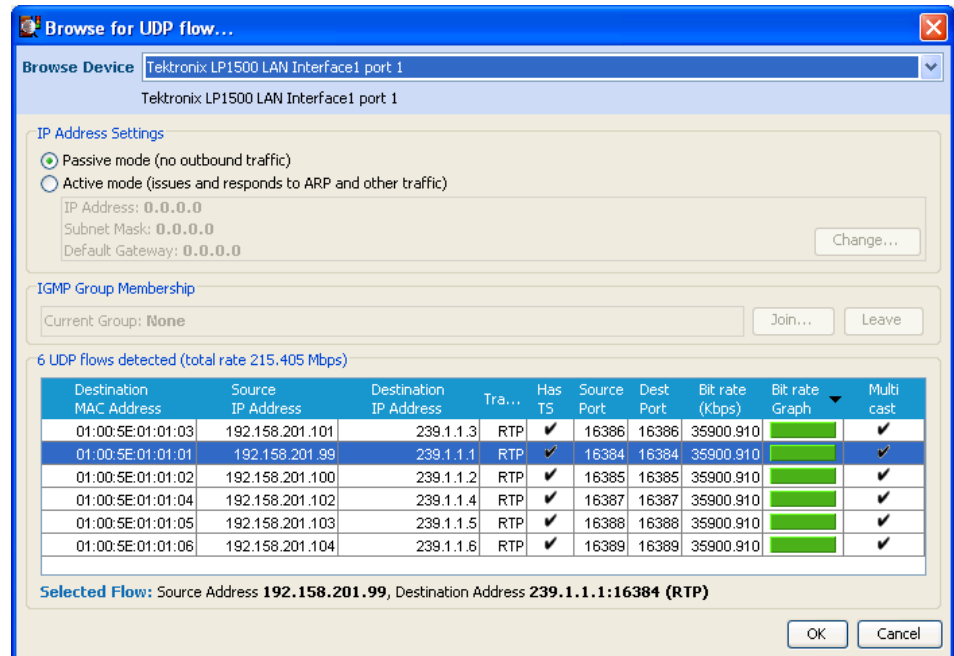 Browse for UDP flow...
Browse Device Tektronix LP1500 LAN Interface1 port 1
Tektronix LP1500 LAN Interface1 port 1
IP Address Settings
Passive mode (no outbound traffic)
Active mode (issues and responds to ARP and other traffic)
IP Address: 0.0.0.0
Subnet Mask: 0.0.0.0
Default Gateway: 0.0.0.0
Change...
IGMP Group Membership
Current Group: None Join... Leave
6 UDP flows detected (total rate 215.405 Mbps)
Destination MAC Address Source IP Address Destination IP Address Tra... Has TS Source Port Dest Port Bit rate (Kbps) Bit rate Graph Multi cast
01:00:5E:01:01:03 192.158.201.101 239.1.1.3 RTP ✔ 16386 16386 35900.910 ✔
01:00:5E:01:01:01 192.158.201.99 239.1.1.1 RTP ✔ 16384 16384 35900.910 ✔
01:00:5E:01:01:02 192.158.201.100 239.1.1.2 RTP ✔ 16385 16385 35900.910 ✔
01:00:5E:01:01:04 192.158.201.102 239.1.1.4 RTP ✔ 16387 16387 35900.910 ✔
01:00:5E:01:01:05 192.158.201.103 239.1.1.5 RTP ✔ 16388 16388 35900.910 ✔
01:00:5E:01:01:06 192.158.201.104 239.1.1.6 RTP ✔ 16389 16389 35900.910 ✔
Selected Flow: Source Address 192.158.201.99, Destination Address 239.1.1.1:16384 (RTP)
OK Cancel